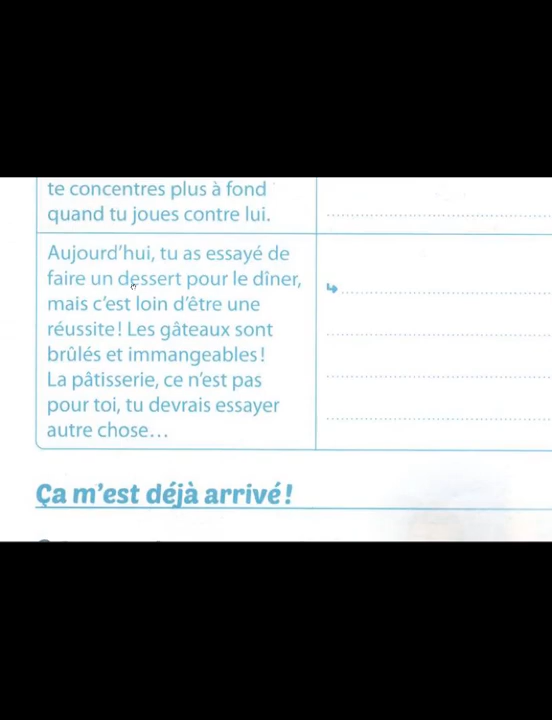 te concentres plus à fond
quand tu joues contre lui.
Aujourd'hui, tu as essayé de
faire un dessert pour le dîner,
mais c'est loin d'être une
réussite ! Les gâteaux sont
brûlés et immangeables !
La pâtisserie, ce n'est pas
pour toi, tu devrais essayer
autre chose…
Ça m'est déjà arrivé !